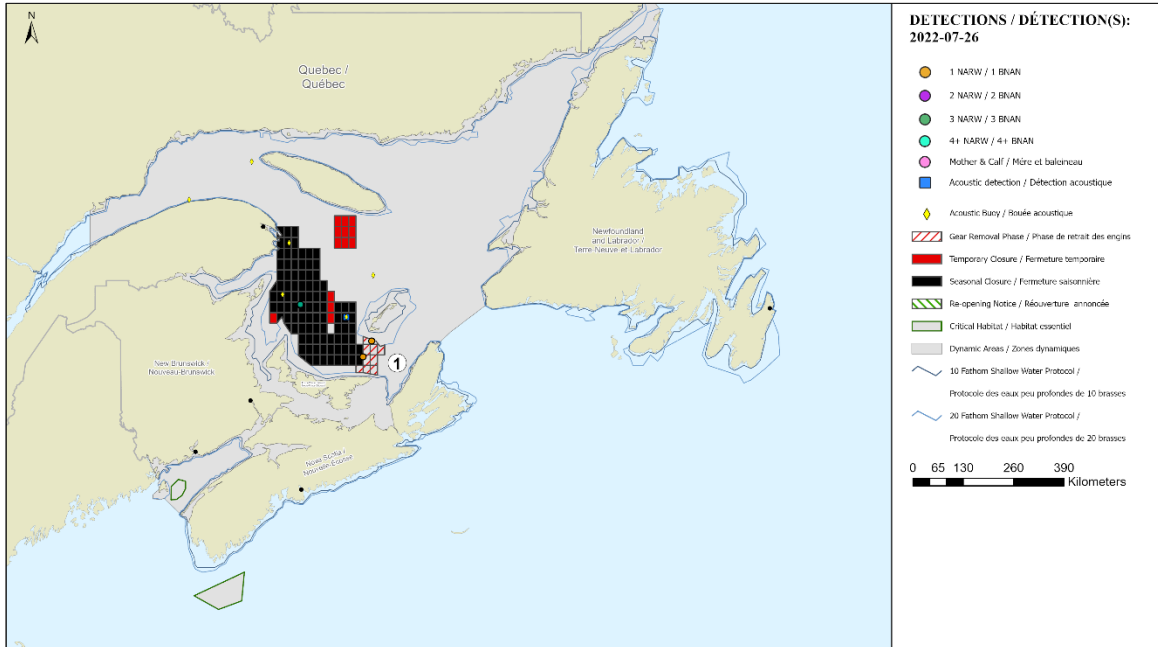 N
Quebec /
Québec
Newfoundland
and Labrador /
Terre-Neuve-et-Labrador
New Brunswick /
Nouveau-Brunswick
1
Nova Scotia /
Nouvelle-Écosse
DETECTIONS / DÉTECTION(S):
2022-07-26
1 NARW / 1 BNAN
2 NARW / 2 BNAN
3 NARW / 3 BNAN
4+ NARW / 4+ BNAN
Mother & Calf / Mère et baleineau
Acoustic detection / Détection acoustique
Acoustic Buoy / Bouée acoustique
Gear Removal Phase / Phase de retrait des engins
Temporary Closure / Fermeture temporaire
Seasonal Closure / Fermeture saisonnière
Re-opening Notice / Réouverture annoncée
Critical Habitat / Habitat essentiel
Dynamic Areas / Zones dynamiques
10 Fathom Shallow Water Protocol /
Protocole des eaux peu profondes de 10 brasses
20 Fathom Shallow Water Protocol /
Protocole des eaux peu profondes de 20 brasses
0 65 130 260 390
Kilometers